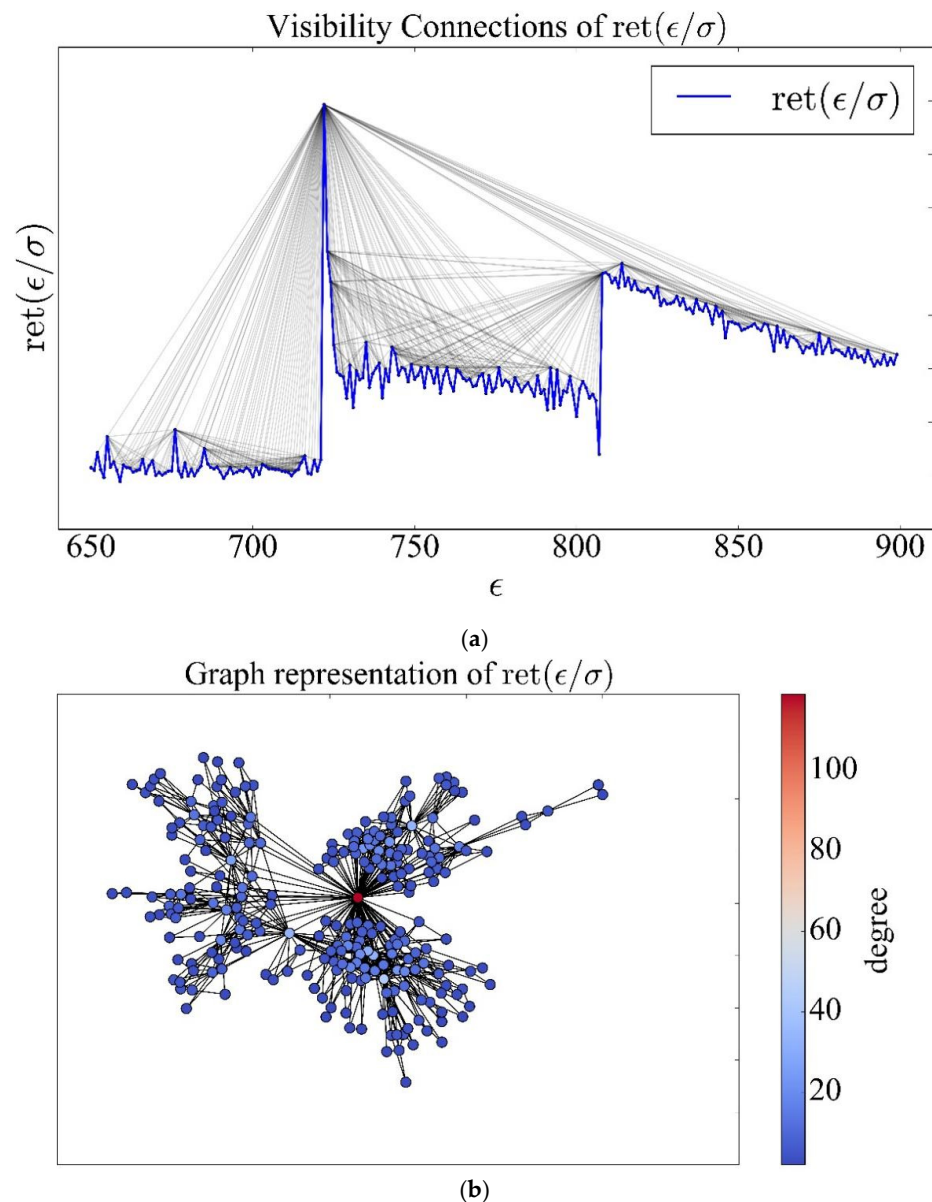 Visibility Connections of ret(ϵ/σ)
ret(ϵ/σ)
ret(ϵ/σ)
650 700 750 800 850 900
ϵ
(a)
Graph representation of ret(ϵ/σ)
100
80
60
40
20
degree
(b)